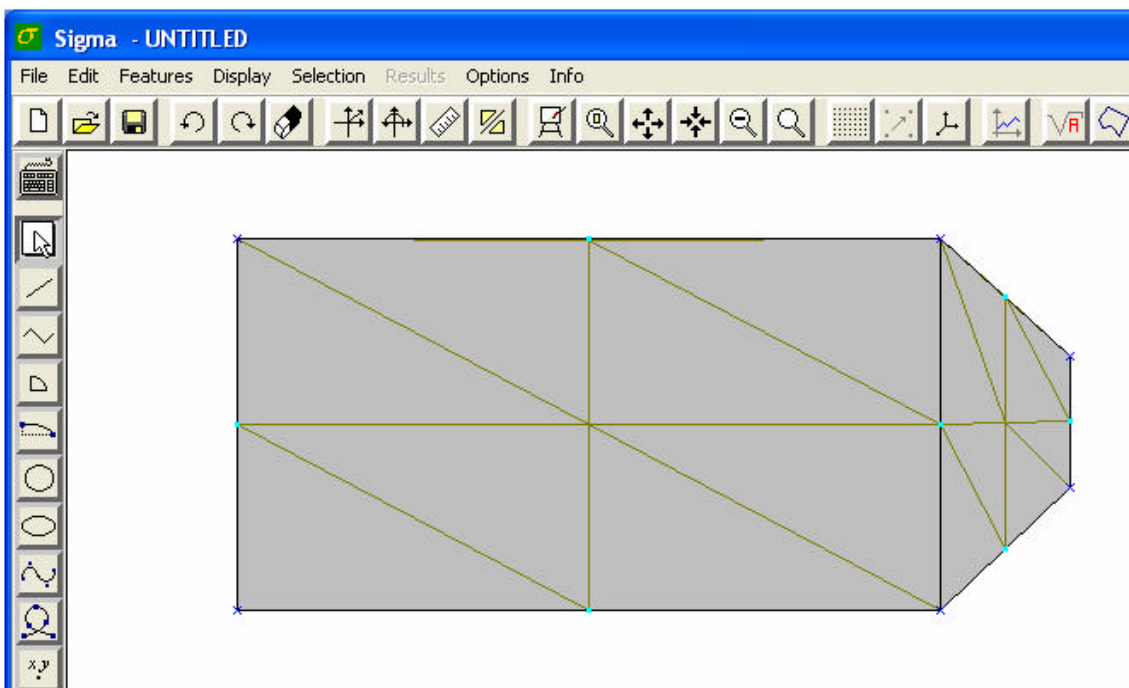 σ Sigma - UNTITLED
File Edit Features Display Selection Results Options Info
A
x,y